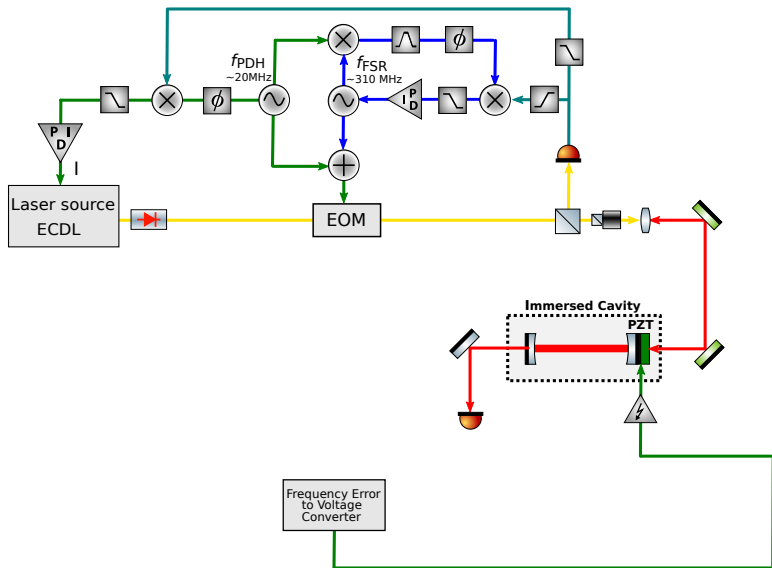 fPDH
~20MHz
fFSR
~310 MHz
ϕ
ϕ
P I
D
I P
D
I
Laser source
ECDL
EOM
Immersed Cavity
PZT
Frequency Error
to Voltage
Converter